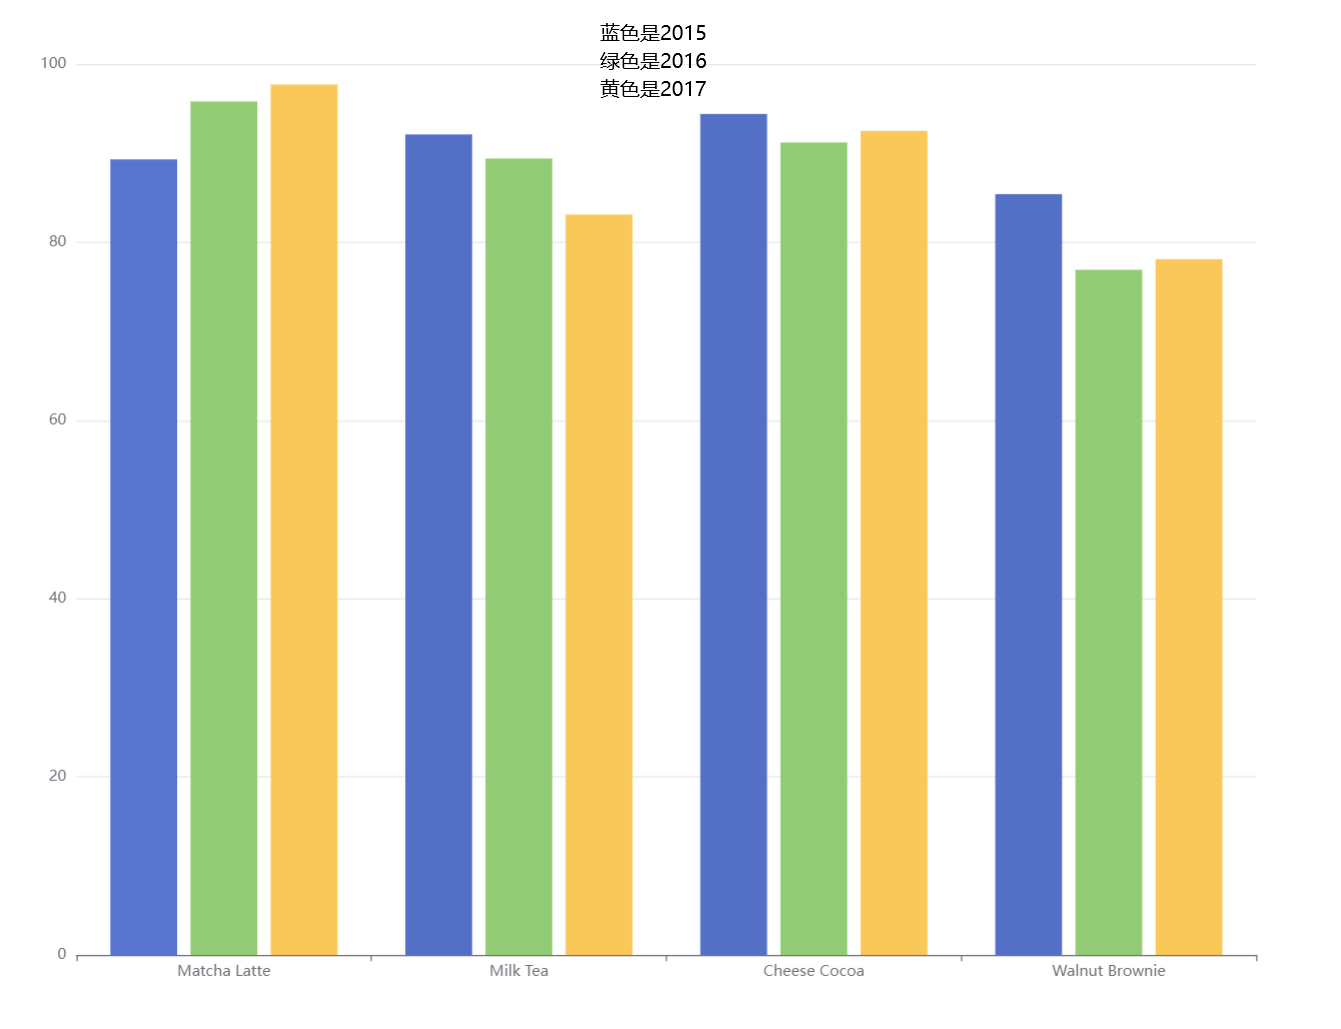 蓝色是2015
绿色是2016
黄色是2017
100
80
60
40
20
0
Matcha Latte
Milk Tea
Cheese Cocoa
Walnut Brownie